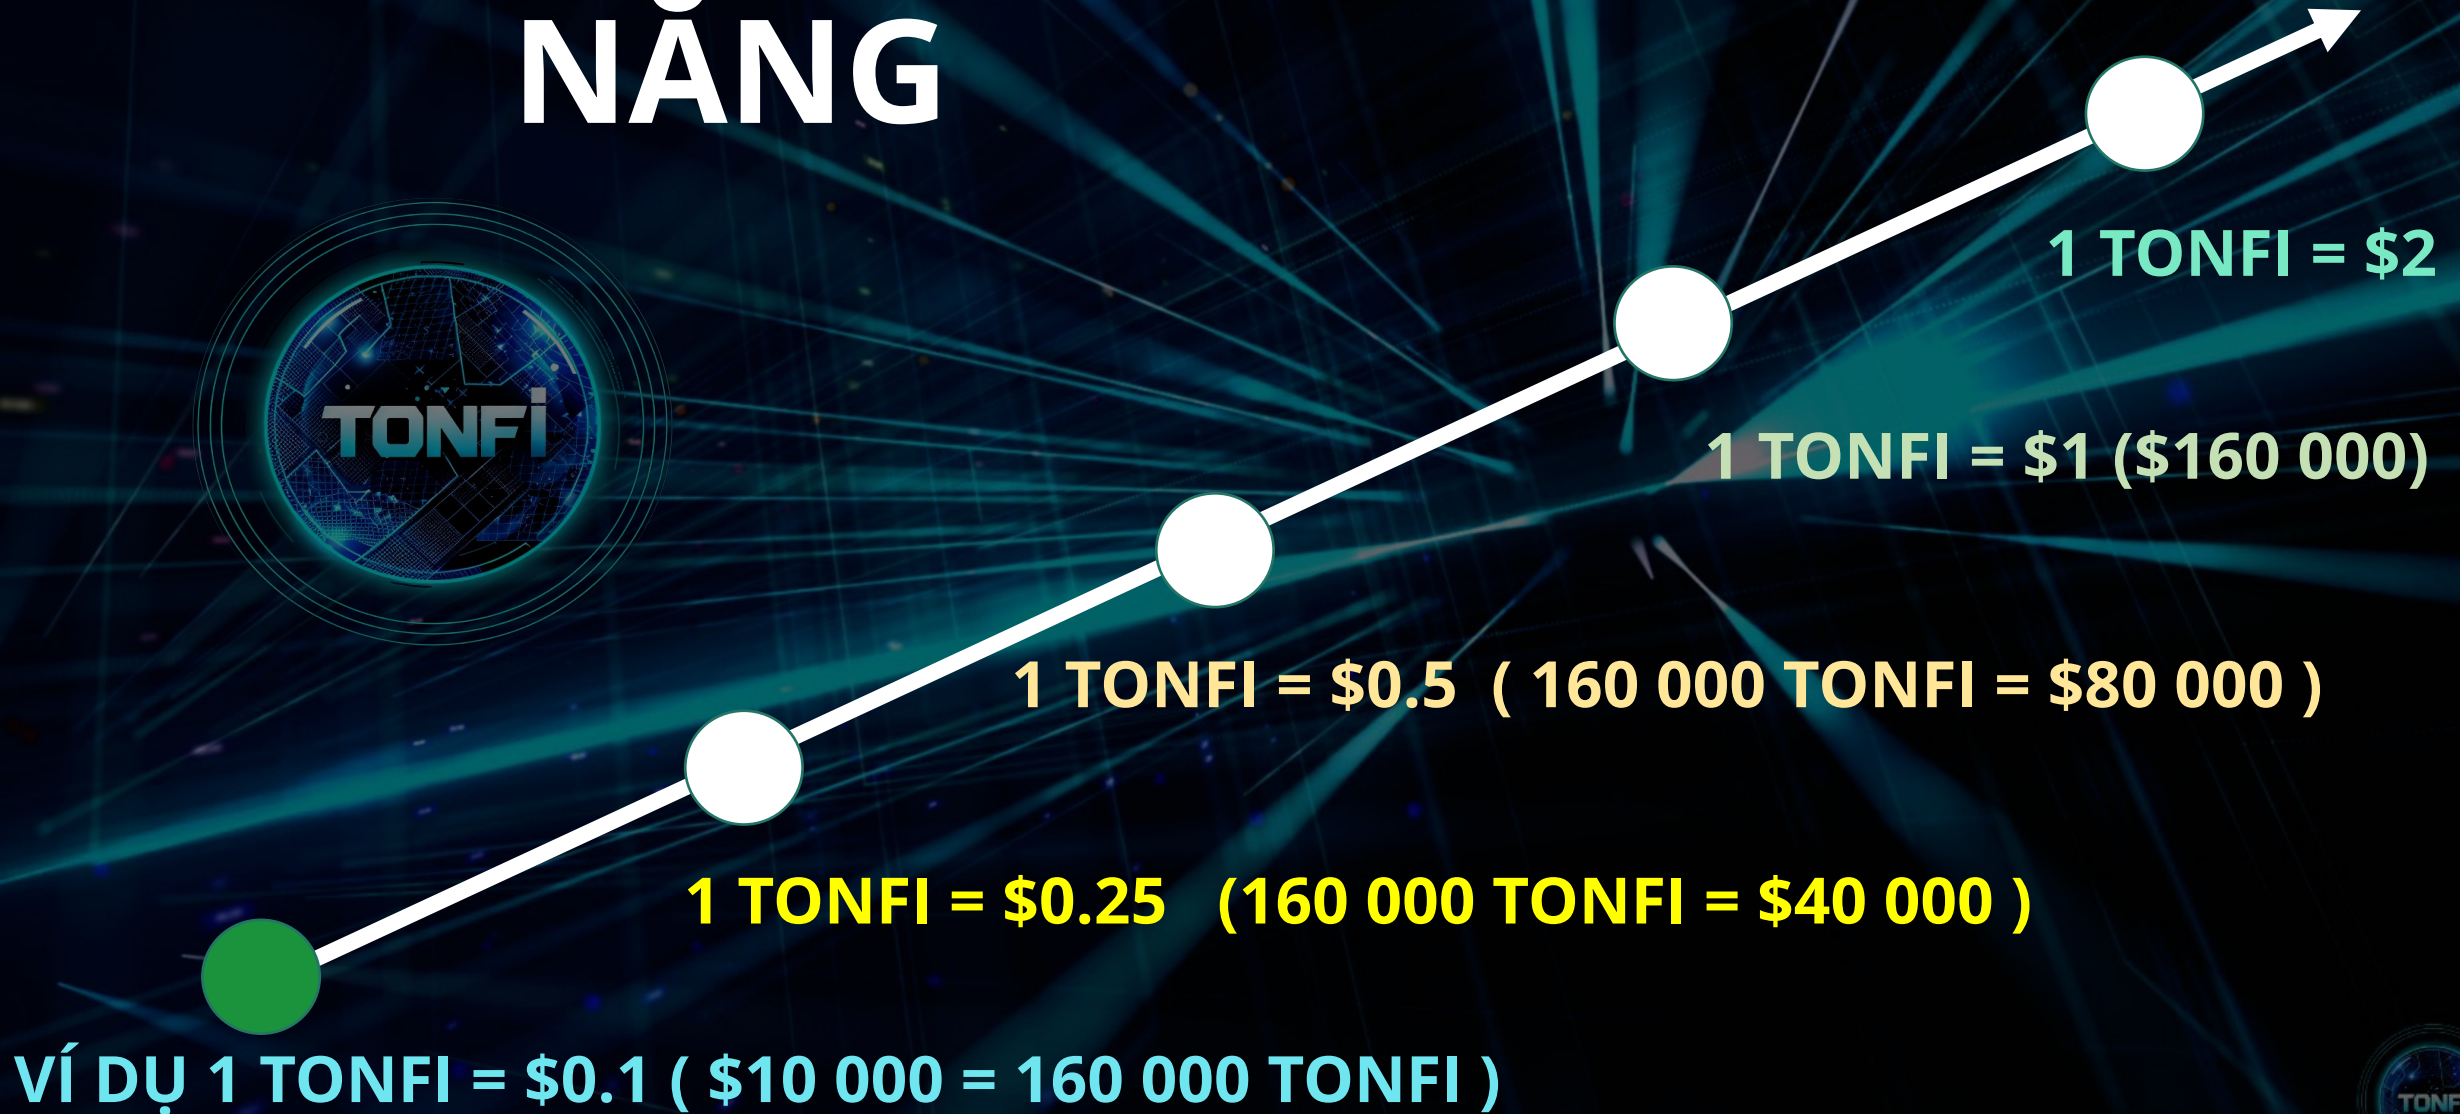 NĂNG
1 TONFI = $2
TONFI
1 TONFI = $1 ($160 000)
1 TONFI = $0.5 ( 160 000 TONFI = $80 000 )
1 TONFI = $0.25 (160 000 TONFI = $40 000 )
VÍ DỤ 1 TONFI = $0.1 ( $10 000 = 160 000 TONFI )
TONF